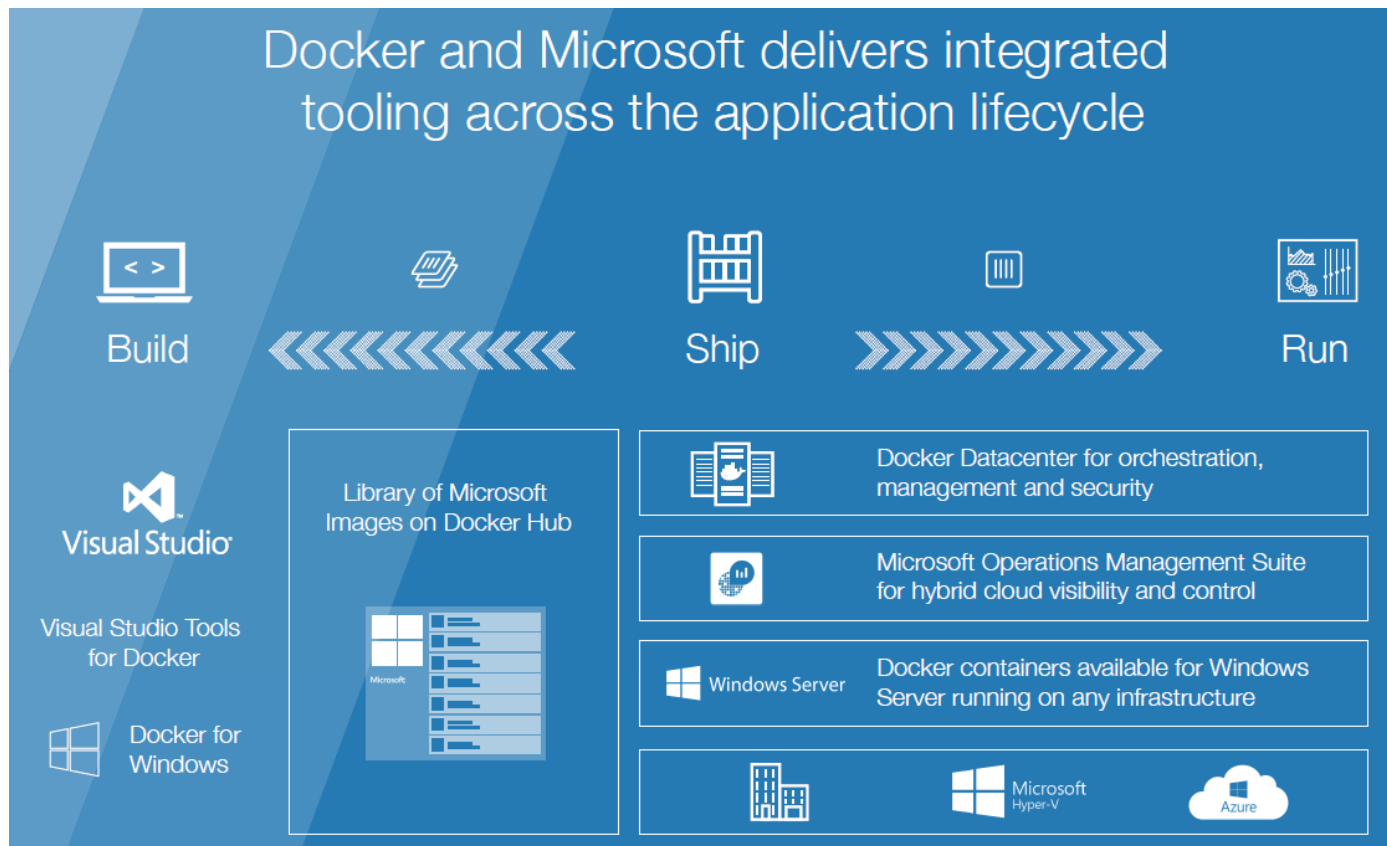 Docker and Microsoft delivers integrated
tooling across the application lifecycle
< >
Build
Ship
Run
Visual Studio™
Visual Studio Tools
for Docker
Docker for
Windows
Library of Microsoft
Images on Docker Hub
Microsoft
Docker Datacenter for orchestration,
management and security
Microsoft Operations Management Suite
for hybrid cloud visibility and control
Windows Server
Docker containers available for Windows
Server running on any infrastructure
Microsoft
Hyper-V
Azure